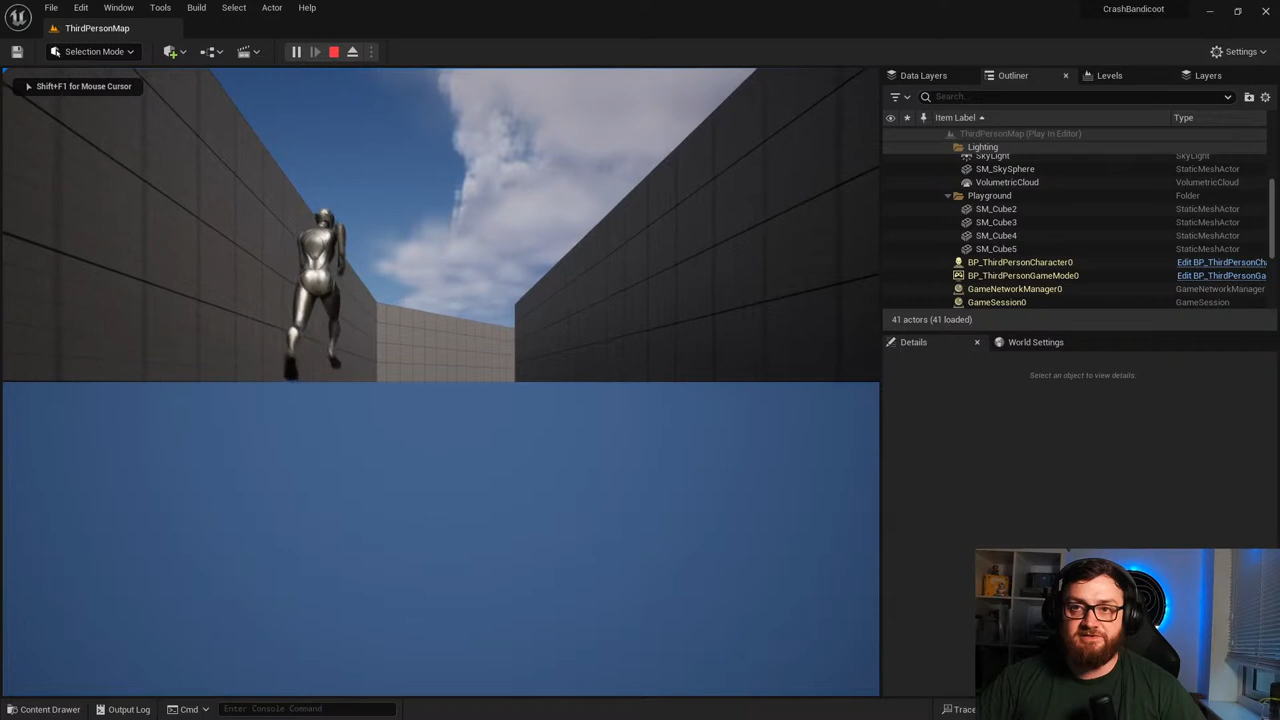 File Edit Window Tools Build Select Actor Help
CrashBandicoot
ThirdPersonMap
Selection Mode
Settings
Shift+F1 for Mouse Cursor
Data Layers Outliner Levels Layers
Search...
Item Label Type
ThirdPersonMap (Play In Editor)
Lighting
SkyLight SkyLight
SM_SkySphere StaticMeshActor
VolumetricCloud VolumetricCloud
Playground Folder
SM_Cube2 StaticMeshActor
SM_Cube3 StaticMeshActor
SM_Cube4 StaticMeshActor
SM_Cube5 StaticMeshActor
BP_ThirdPersonCharacter0 Edit BP_ThirdPersonCh
BP_ThirdPersonGameMode0 Edit BP_ThirdPersonGa
GameNetworkManager0 GameNetworkManager
GameSession0 GameSession
41 actors (41 loaded)
Details World Settings
Select an object to view details.
Content Drawer Output Log Cmd Enter Console Command Trace